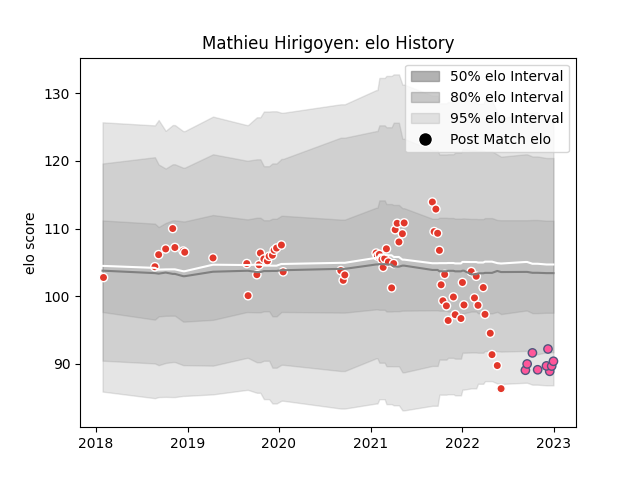 Mathieu Hirigoyen: elo History
50% elo Interval
80% elo Interval
95% elo Interval
Post Match elo
elo score
130
120
110
100
90
2018 2019 2020 2021 2022 2023